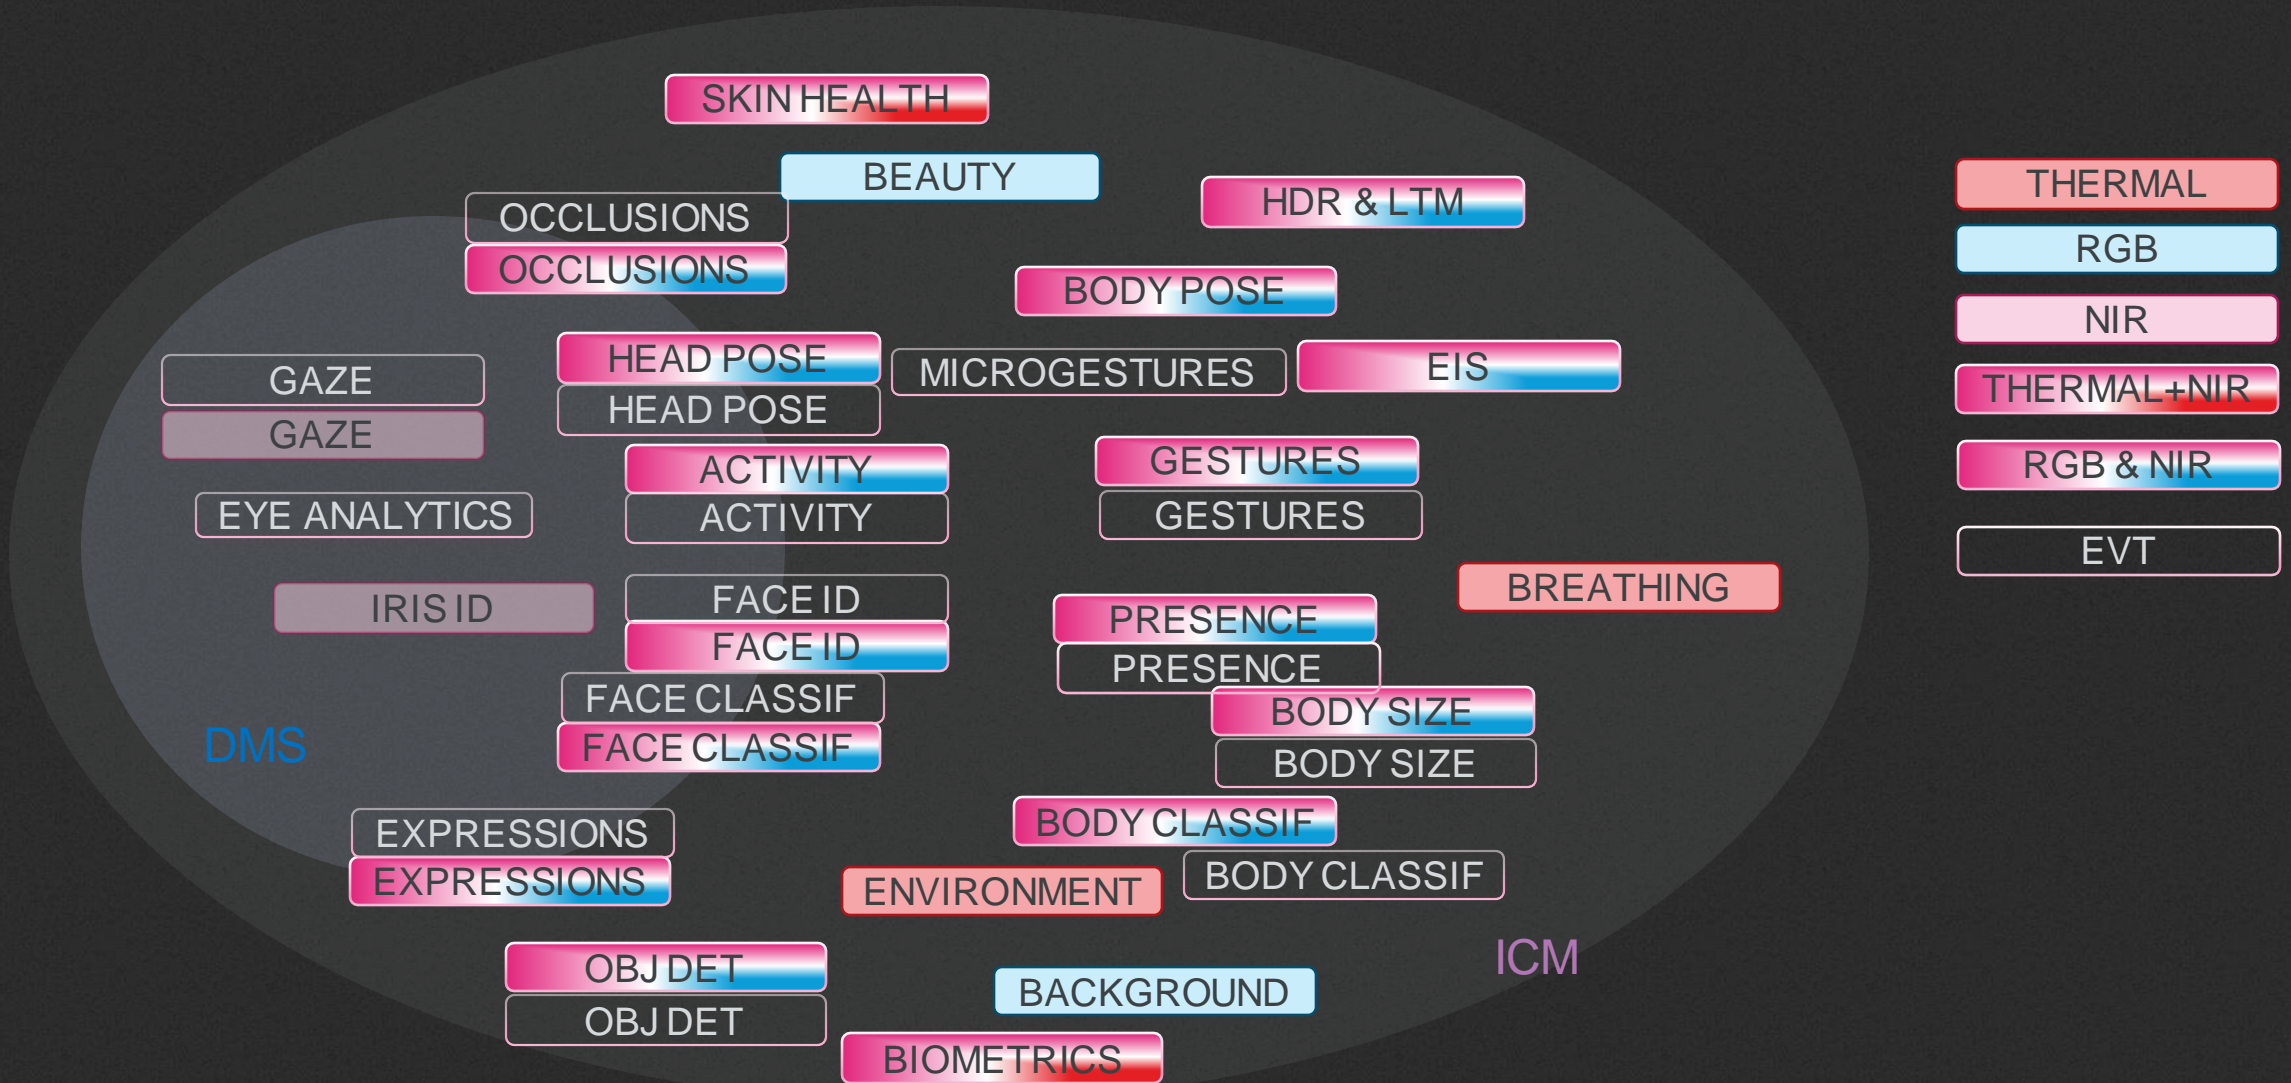 SKIN HEALTH
BEAUTY
OCCLUSIONS
OCCLUSIONS
HDR & LTM
BODY POSE
HEAD POSE
HEAD POSE
MICROGESTURES
EIS
GAZE
GAZE
ACTIVITY
ACTIVITY
GESTURES
GESTURES
EYE ANALYTICS
IRIS ID
FACE ID
FACE ID
BREATHING
PRESENCE
PRESENCE
FACE CLASSIF
FACE CLASSIF
BODY SIZE
BODY SIZE
DMS
EXPRESSIONS
EXPRESSIONS
BODY CLASSIF
BODY CLASSIF
ENVIRONMENT
OBJ DET
OBJ DET
BACKGROUND
ICM
BIOMETRICS
THERMAL
RGB
NIR
THERMAL+NIR
RGB & NIR
EVT